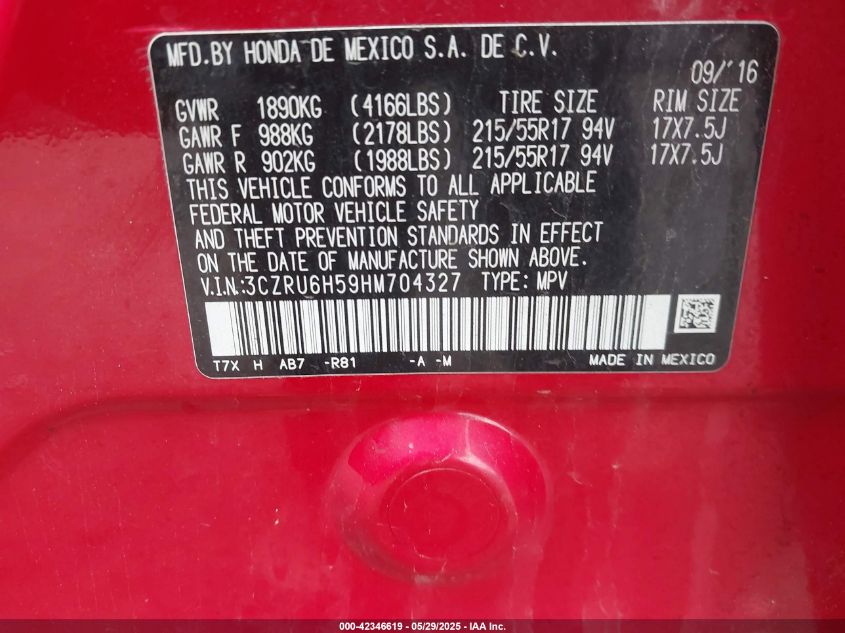 MFD.BY HONDA DE MEXICO S.A. DE C.V.
09/'16
GVWR 1890KG (4166LBS) TIRE SIZE RIM SIZE
GAWR F 988KG (2178LBS) 215/55R17 94V 17X7.5J
GAWR R 902KG (1988LBS) 215/55R17 94V 17X7.5J
THIS VEHICLE CONFORMS TO ALL APPLICABLE
FEDERAL MOTOR VEHICLE SAFETY
AND THEFT PREVENTION STANDARDS IN EFFECT
ON THE DATE OF MANUFACTURE SHOWN ABOVE.
V.I.N.:3CZRU6H59HM704327 TYPE: MPV
T7X H AB7 -R81 -A -M MADE IN MEXICO
000-42346619 - 05/29/2025 - IAA Inc.